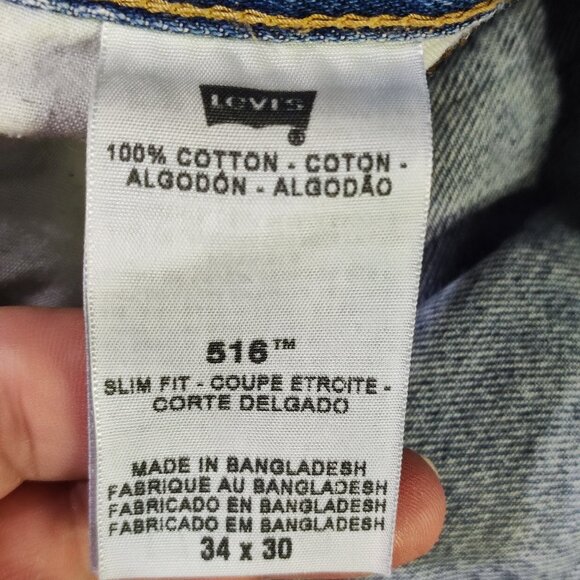 LEVI'S
®
100% COTTON - COTON -
ALGODÓN - ALGODÃO
516™
SLIM FIT - COUPE ETROITE -
CORTE DELGADO
MADE IN BANGLADESH
FABRIQUE AU BANGLADESH
FABRICADO EN BANGLADESH
FABRICADO EM BANGLADESH
34 x 30